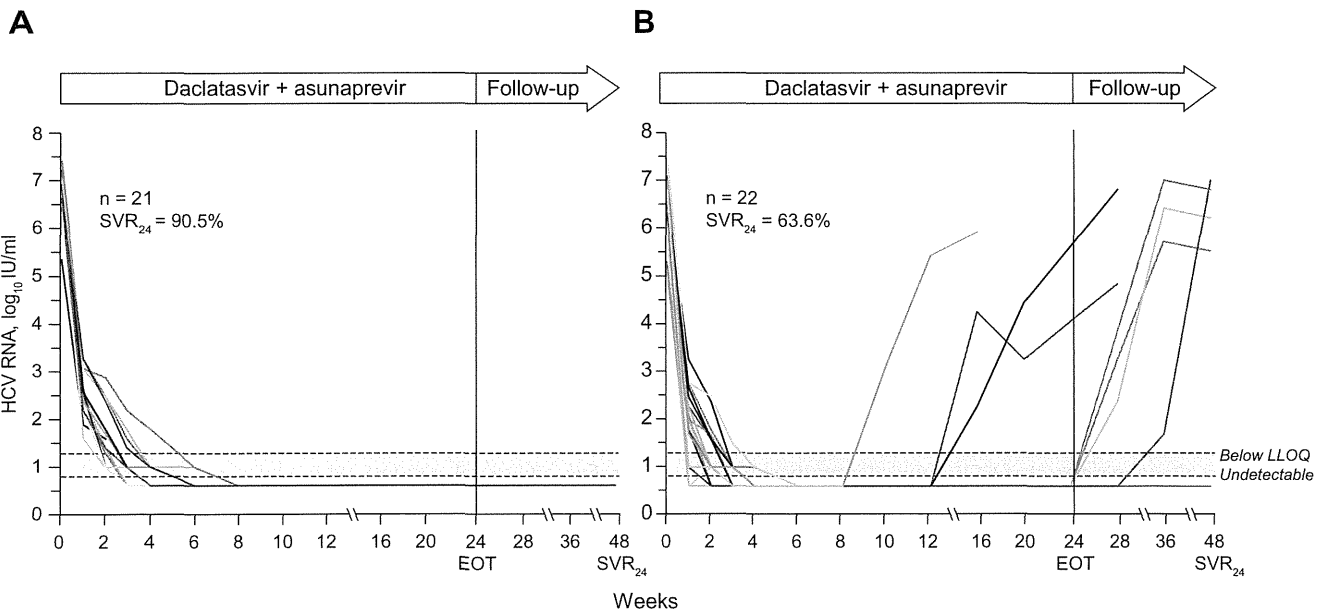 A
Daclatasvir + asunaprevir
Follow-up
HCV RNA, log10 IU/ml
8
7
6
5
4
3
2
1
0
n = 21
SVR24 = 90.5%
0 2 4 6 8 10 12 16 20 24 28 36 48
EOT SVR24
B
Daclatasvir + asunaprevir
Follow-up
8
7
6
5
4
3
2
1
0
n = 22
SVR24 = 63.6%
Below LLOQ
Undetectable
0 2 4 6 8 10 12 16 20 24 28 36 48
EOT SVR24
Weeks